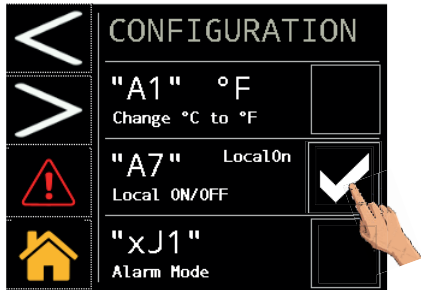 CONFIGURATION
"A1" °F
Change °C to °F
"A7" LocalOn
Local ON/OFF
"xJ1"
Alarm Mode